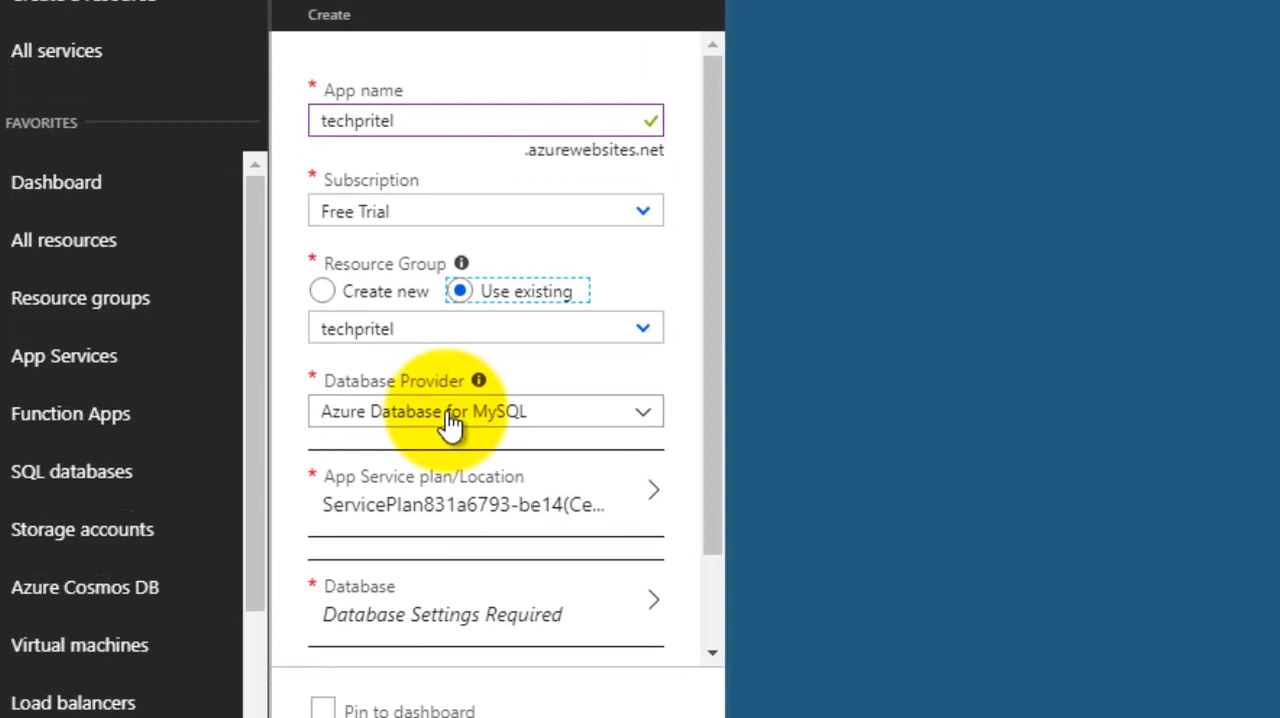 All services
FAVORITES
Dashboard
All resources
Resource groups
App Services
Function Apps
SQL databases
Storage accounts
Azure Cosmos DB
Virtual machines
Load balancers
Create
* App name
techpritel
.azurewebsites.net
* Subscription
Free Trial
* Resource Group
Create new Use existing
techpritel
* Database Provider
Azure Database for MySQL
* App Service plan/Location
ServicePlan831a6793-be14(Ce...
* Database
Database Settings Required
Pin to dashboard